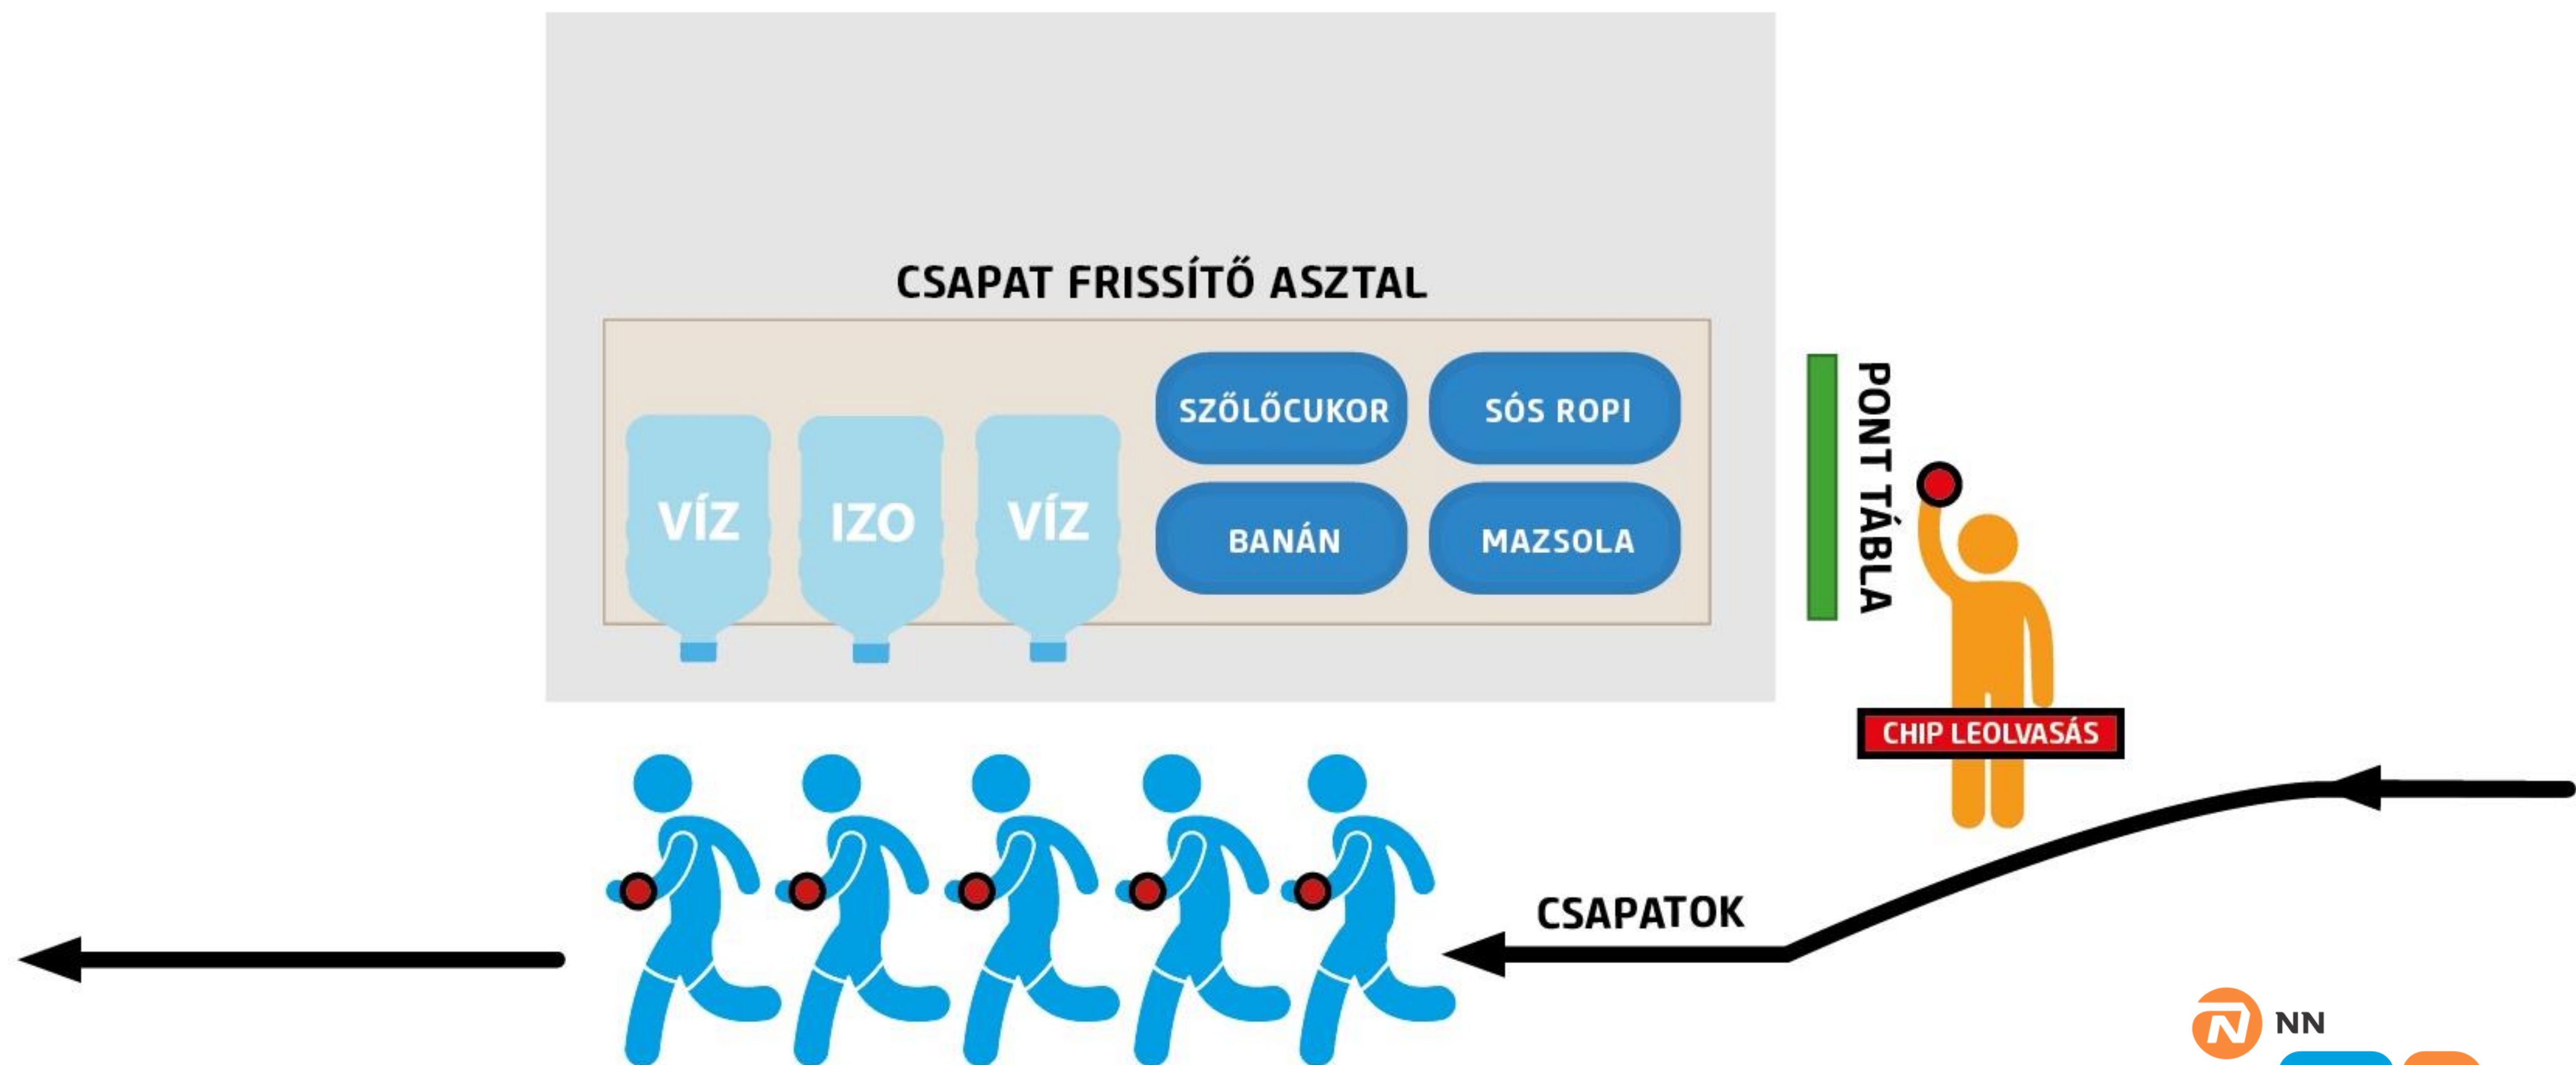 CSAPAT FRISSÍTŐ ASZTAL
SZŐLŐCUKOR
SÓS ROPI
VÍZ
IZO
VÍZ
BANÁN
MAZSOLA
PONT TÁBLA
CHIP LEOLVASÁS
CSAPATOK
NN